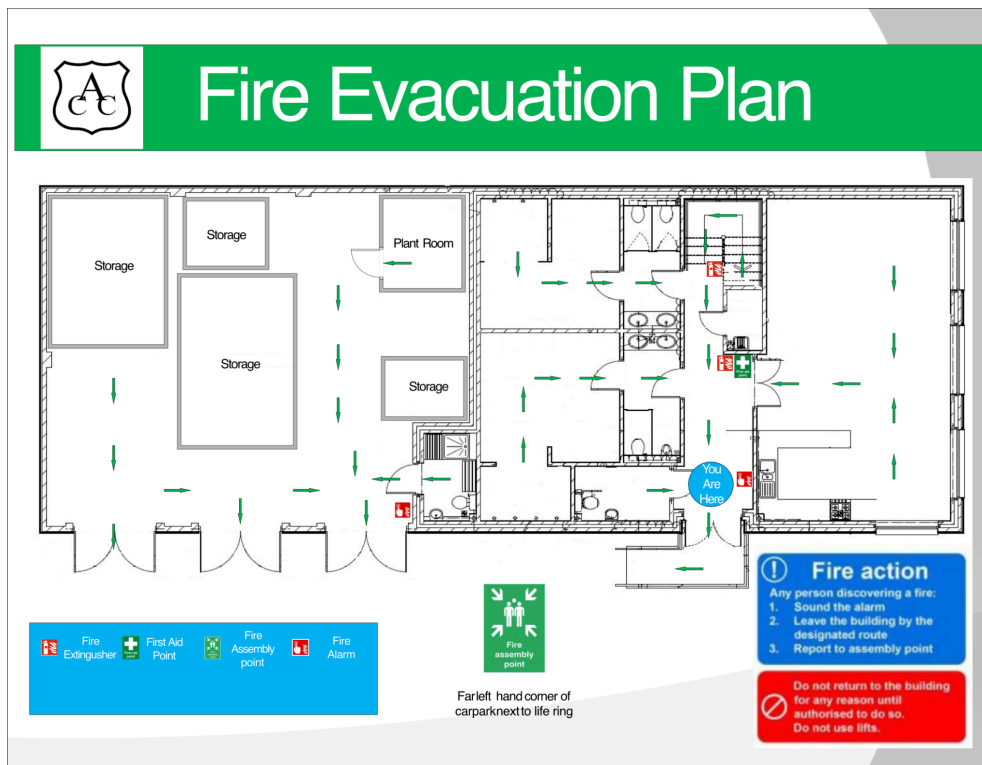 A
C C
Fire Evacuation Plan
Storage
Storage
Plant Room
Storage
Storage
You
Are
Here
Fire action
Any person discovering a fire:
1. Sound the alarm
2. Leave the building by the
designated route
3. Report to assembly point
Do not return to the building
for any reason until
authorised to do so.
Do not use lifts.
Fire
assembly
point
Far left hand corner of
carparknext to life ring
Fire
Extingusher
First Aid
Point
Fire
Assembly
point
Fire
Alarm